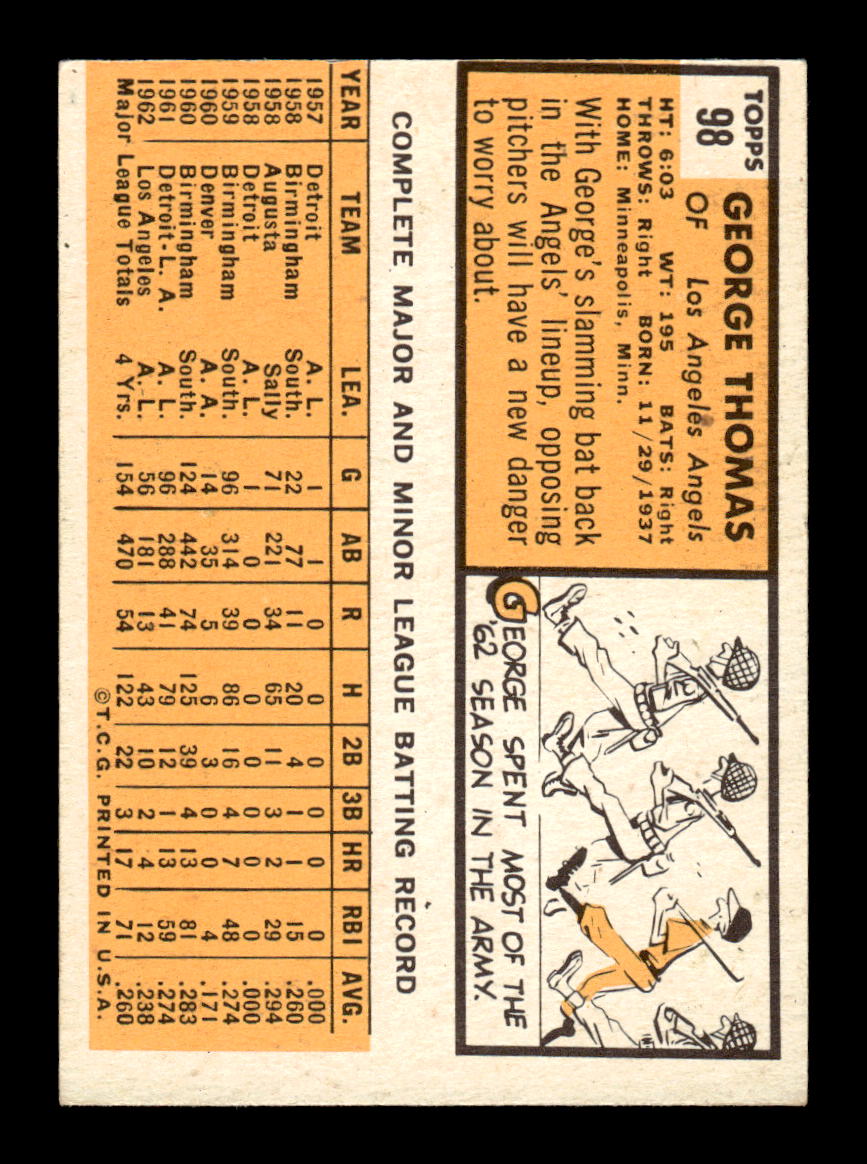 TOPPS
98
GEORGE THOMAS
OF Los Angeles Angels
HT: 6:03 WT: 195 BATS: Right
THROWS: Right BORN: 11/29/1937
HOME: Minneapolis, Minn.
With George's slamming bat back
in the Angels' lineup, opposing
pitchers will have a new danger
to worry about.
GEORGE SPENT MOST OF THE
'62 SEASON IN THE ARMY.
COMPLETE MAJOR AND MINOR LEAGUE BATTING RECORD
YEAR TEAM LEA. G AB R H 2B 3B HR RBI AVG.
1957 Detroit A. L. 1 1 0 0 0 0 0 0 .000
1958 Birmingham South. 22 77 11 20 4 1 1 15 .260
1958 Augusta Sally 71 221 34 65 11 3 2 29 .294
1958 Detroit A. L. 1 0 0 0 0 0 0 0 .000
1959 Birmingham South. 96 314 39 86 16 4 7 48 .274
1960 Denver A. A. 14 35 5 6 3 0 0 4 .171
1960 Birmingham South. 124 442 74 125 39 4 13 81 .283
1961 Detroit-L. A. A. L. 96 288 41 79 12 1 13 59 .274
1962 Los Angeles A. L. 56 181 13 43 10 2 4 12 .238
Major League Totals 4 Yrs. 154 470 54 122 22 3 17 71 .260
©T.C.G. PRINTED IN U.S.A.